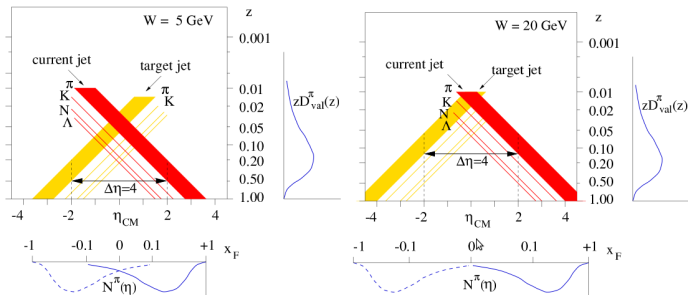 W = 5 GeV
z
0.001
current jet
target jet
π
K
N
Λ
π
K
0.01
0.02
0.05
0.10
0.20
0.50
1.00
zD^π_val(z)
Δη=4
-4
-2
η_CM
2
4
-1
-0.1
0
0.1
+1
x_F
N^π(η)
W = 20 GeV
z
0.001
current jet
target jet
π
K
N
Λ
0.01
0.02
0.05
0.10
0.20
0.50
1.00
zD^π_val(z)
Δη=4
-4
-2
η_CM
2
4
-1
-0.1
0
0.1
+1
x_F
N^π(η)